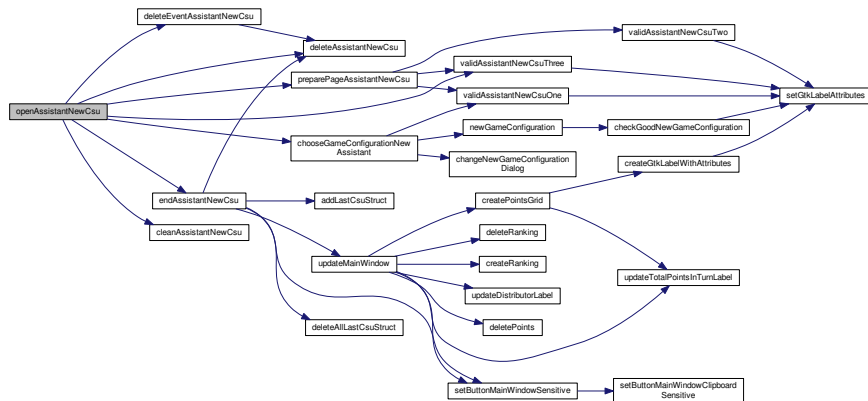 deleteEventAssistantNewCsu
validAssistantNewCsuTwo
deleteAssistantNewCsu
validAssistantNewCsuThree
preparePageAssistantNewCsu
setGtkLabelAttributes
validAssistantNewCsuOne
openAssistantNewCsu
newGameConfiguration
checkGoodNewGameConfiguration
chooseGameConfigurationNew
Assistant
changeNewGameConfiguration
Dialog
createGtkLabelWithAttributes
endAssistantNewCsu
addLastCsuStruct
createPointsGrid
cleanAssistantNewCsu
deleteRanking
updateMainWindow
createRanking
updateTotalPointsInTurnLabel
updateDistributorLabel
deleteAllLastCsuStruct
deletePoints
setButtonMainWindowSensitive
setButtonMainWindowClipboard
Sensitive